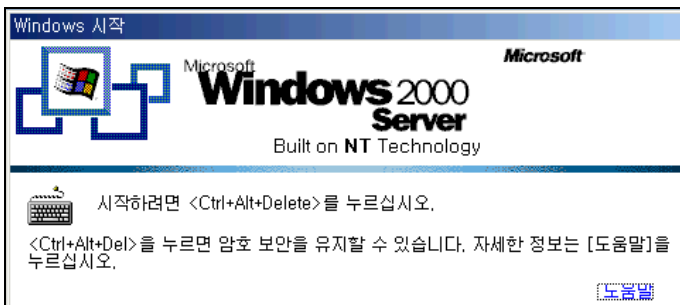 Windows 시작
Microsoft
Microsoft
Windows 2000
Server
Built on NT Technology
시작하려면 <Ctrl+Alt+Delete>를 누르십시오.
<Ctrl+Alt+Del>을 누르면 암호 보안을 유지할 수 있습니다. 자세한 정보는 [도움말]을
누르십시오.
도움말